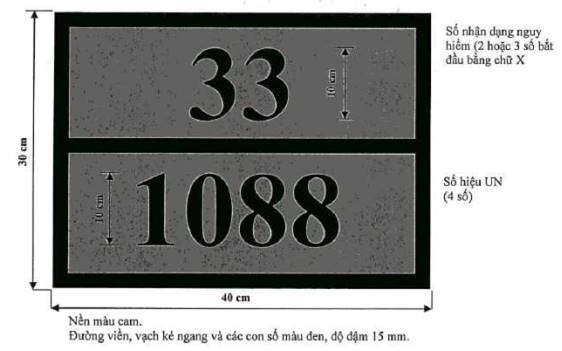 33
10 cm
Số nhận dạng nguy
hiểm (2 hoặc 3 số bắt
đầu bằng chữ X
30 cm
1088
10 cm
Số hiệu UN
(4 số)
40 cm
Nền màu cam.
Đường viền, vạch kẻ ngang và các con số màu đen, độ đậm 15 mm.